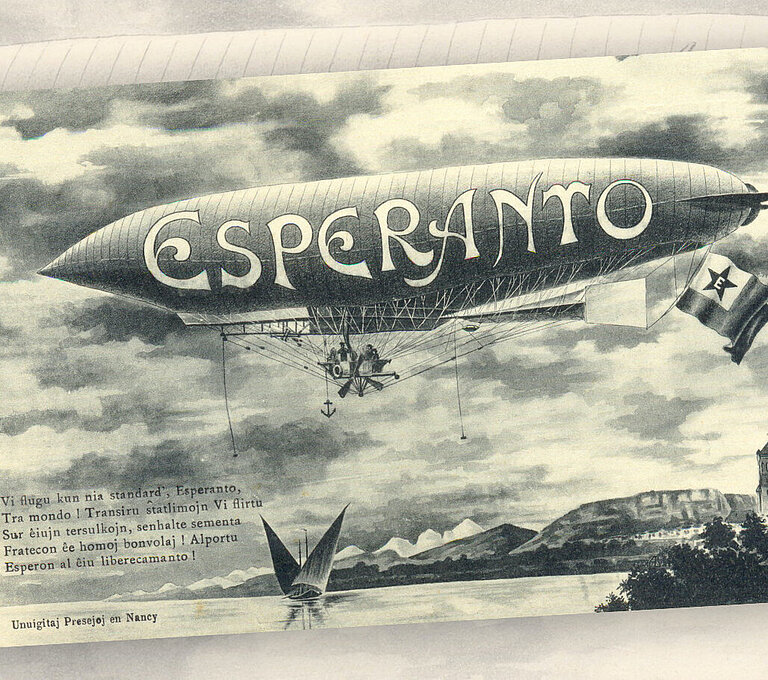 ESPERANTO
E
Vi flugu kun nia standard', Esperanto,
Tra mondo ! Transiru ŝtatlimojn Vi flirtu
Sur ĉiujn tersulkojn, senhalte sementa
Fratecon ĉe homoj bonvolaj ! Alportu
Esperon al ĉiu liberecamanto !
Unuigitaj Presejoj en Nancy